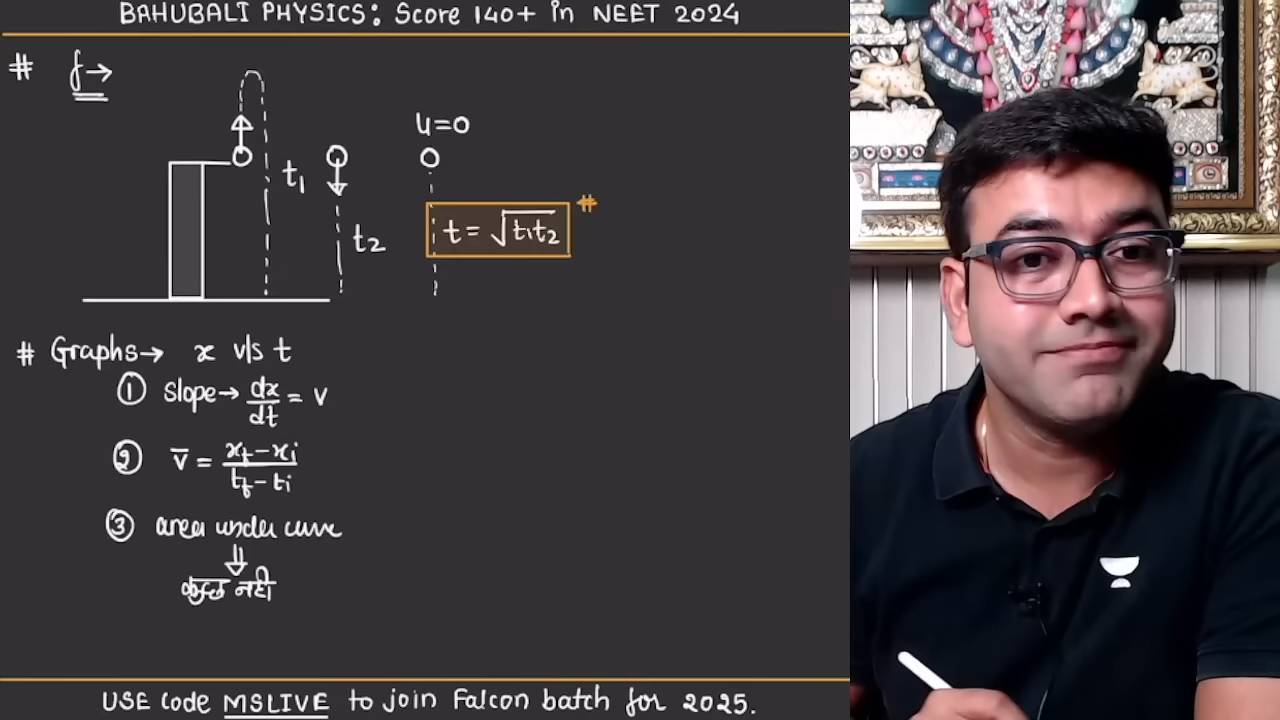 BAHUBALI PHYSICS: Score 140+ in NEET 2024
# f→
t₁
t₂
u=0
t = √t₁t₂ #
# Graphs→ x v/s t
① Slope→ dx/dt = v
② v̅ = xf-xi/tf-ti
③ area under curve
⇓
कुछ नहीं
USE Code MSLIVE to join Falcon batch for 2025.